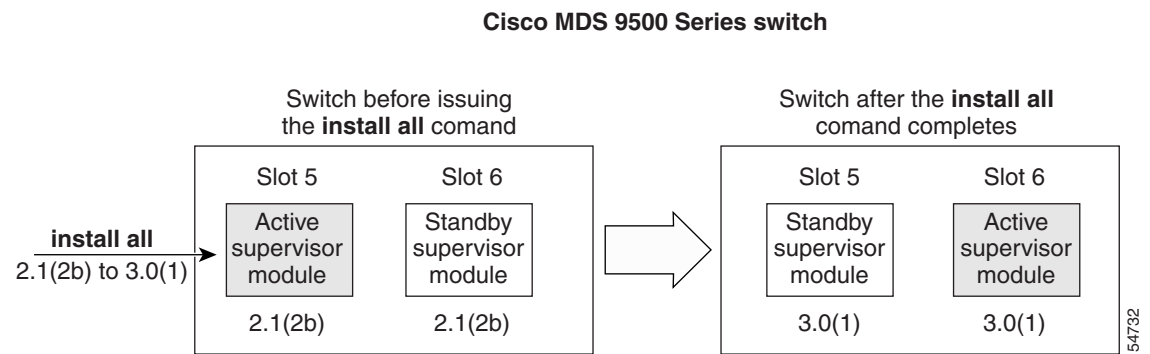 Cisco MDS 9500 Series switch
Switch before issuing
the install all comand
Switch after the install all
comand completes
Slot 5
Slot 6
Slot 5
Slot 6
install all
2.1(2b) to 3.0(1)
Active
supervisor
module
Standby
supervisor
module
Standby
supervisor
module
Active
supervisor
module
2.1(2b)
2.1(2b)
3.0(1)
3.0(1)
54732